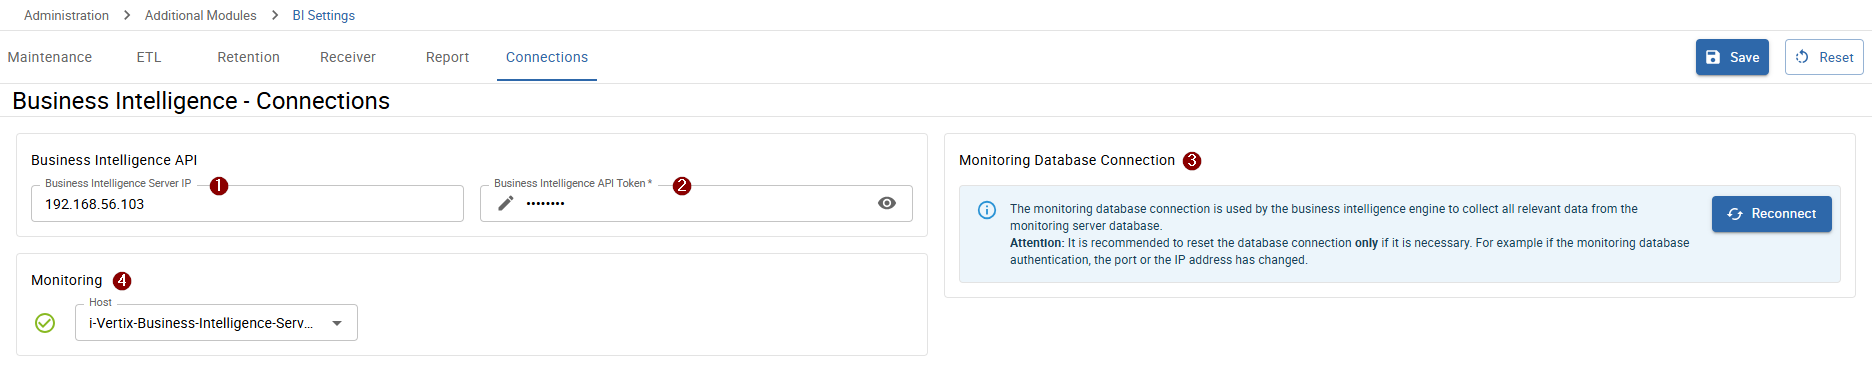 Administration > Additional Modules > BI Settings
Maintenance ETL Retention Receiver Report Connections Save Reset
Business Intelligence - Connections
Business Intelligence API
Business Intelligence Server IP 1
192.168.56.103
Business Intelligence API Token * 2
••••••••
Monitoring 4
Host
i-Vertix-Business-Intelligence-Serv...
Monitoring Database Connection 3
The monitoring database connection is used by the business intelligence engine to collect all relevant data from the
monitoring server database.
Attention: It is recommended to reset the database connection only if it is necessary. For example if the monitoring database
authentication, the port or the IP address has changed.
Reconnect